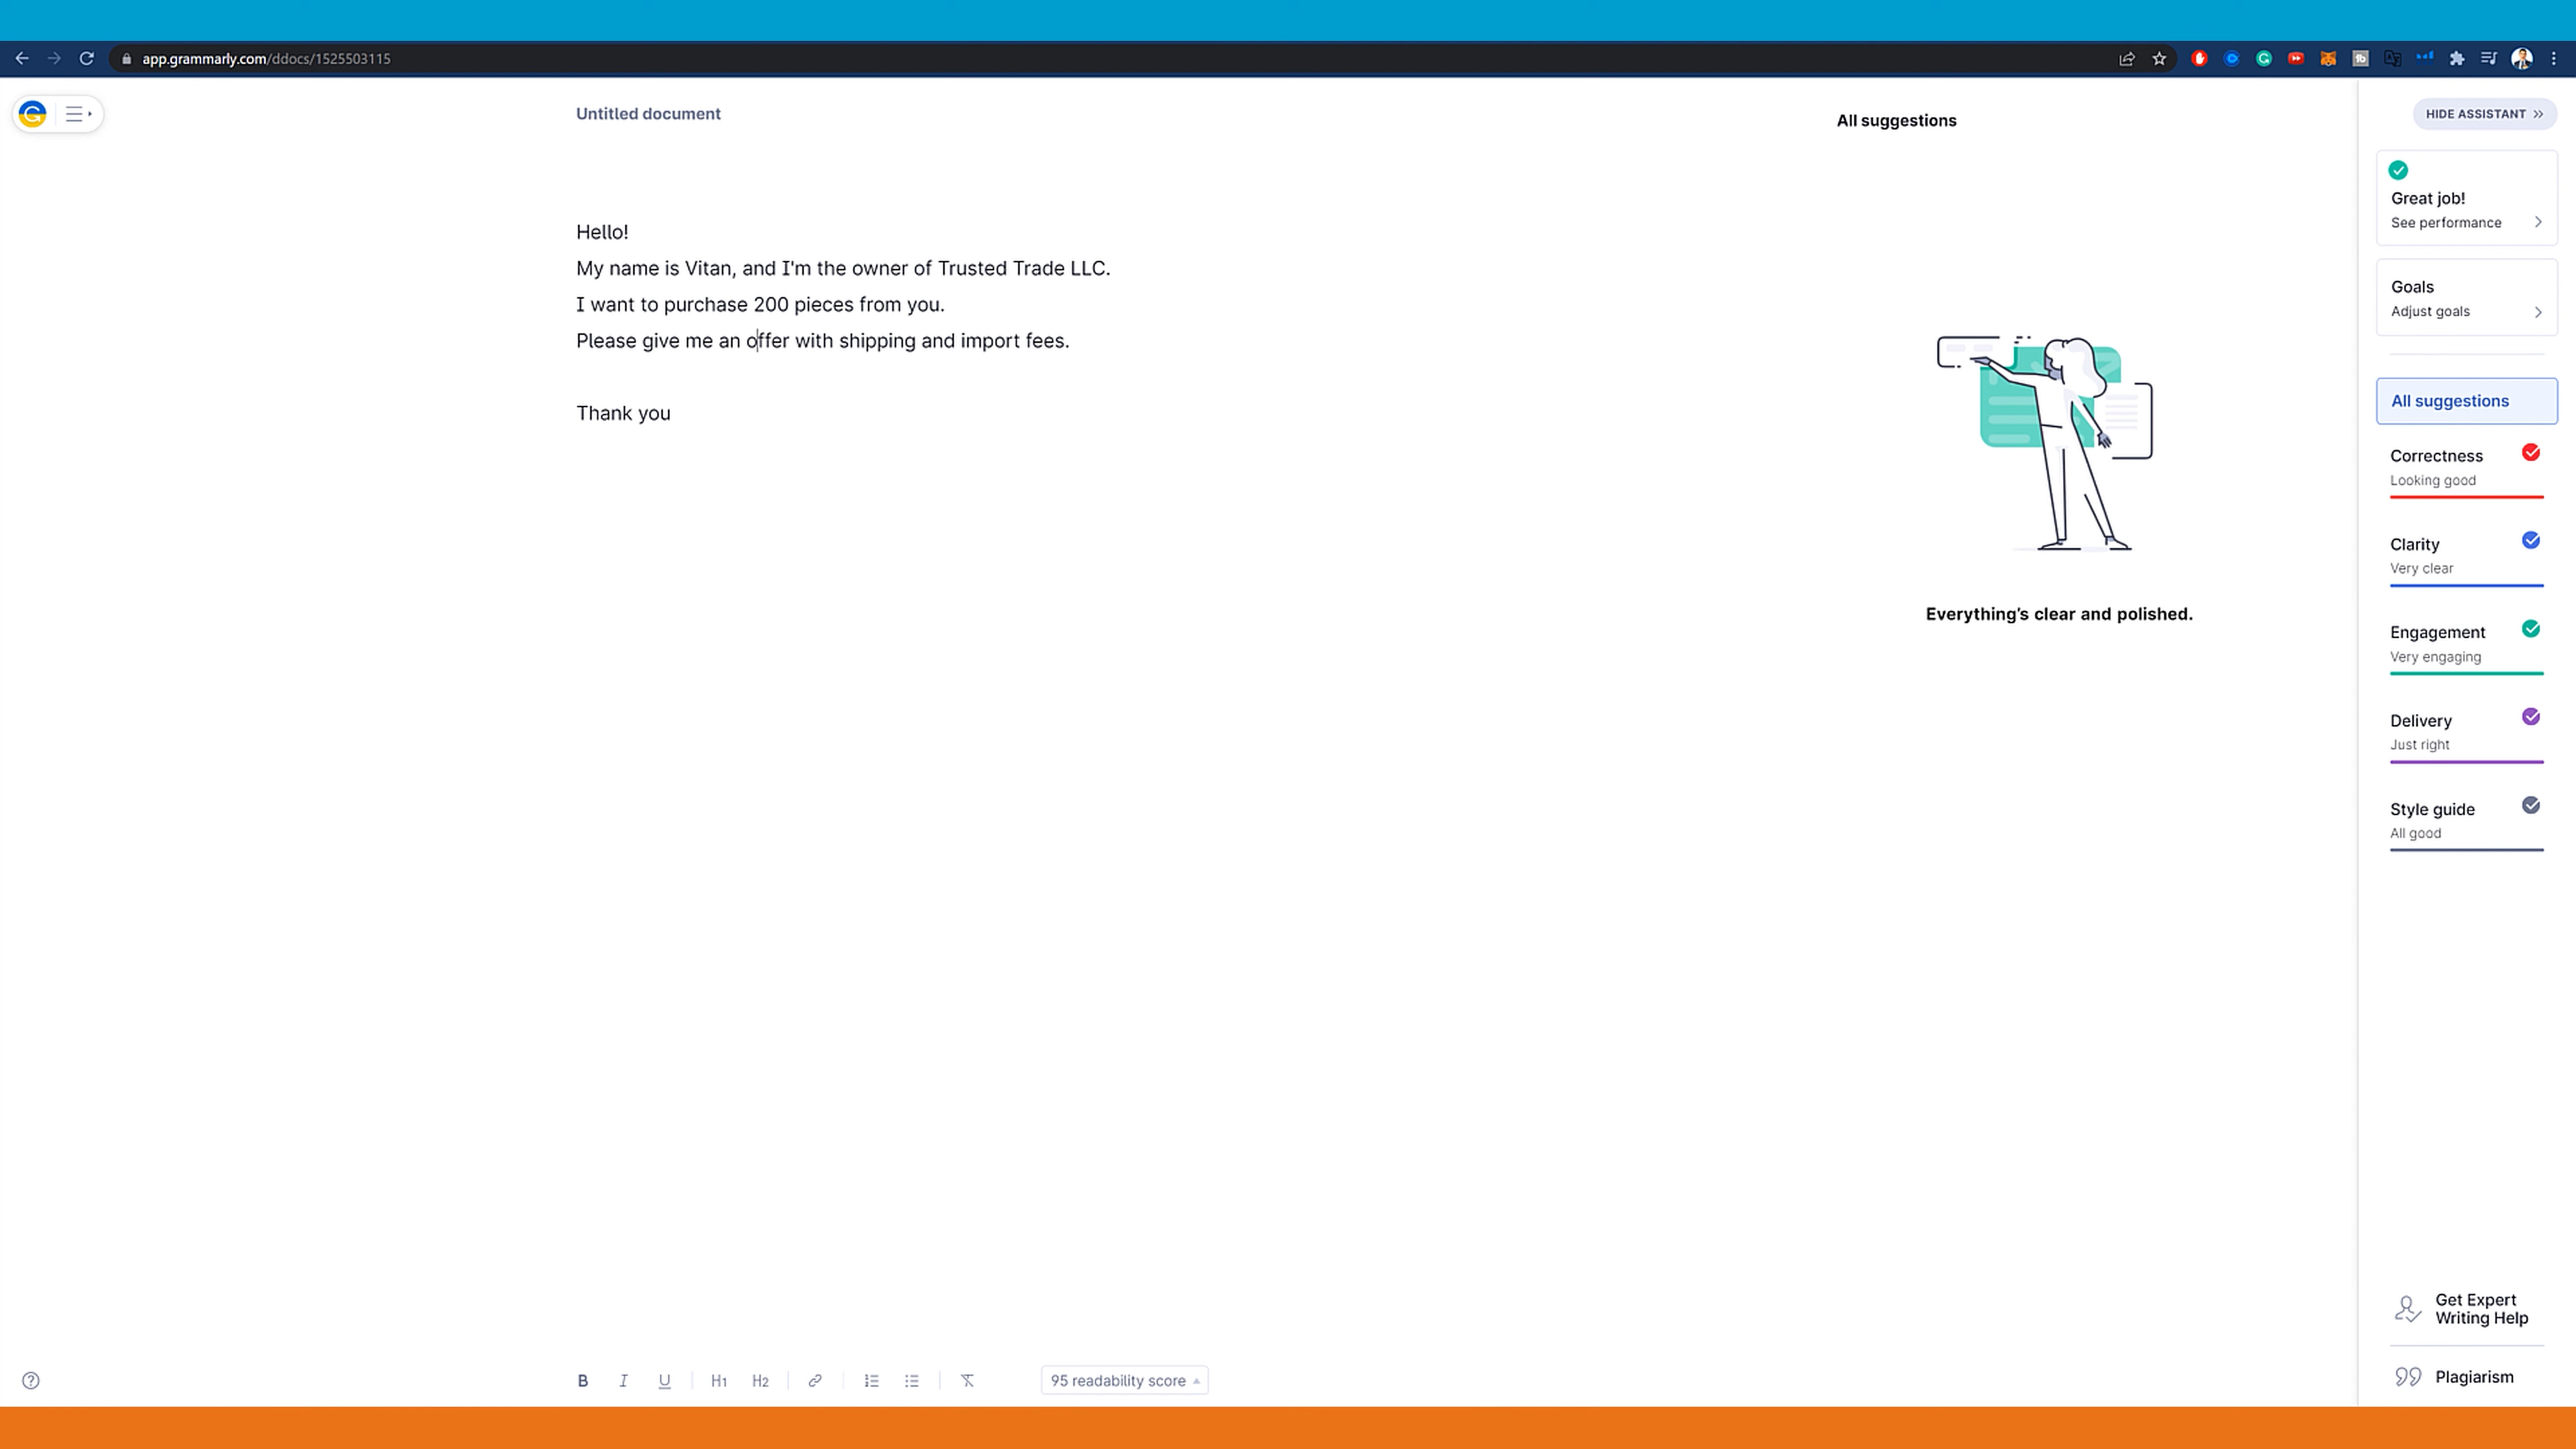 app.grammarly.com/ddocs/1525503115
Untitled document
All suggestions
HIDE ASSISTANT
Great job!
See performance
Goals
Adjust goals
Hello!
My name is Vitan, and I'm the owner of Trusted Trade LLC.
I want to purchase 200 pieces from you.
Please give me an offer with shipping and import fees.
Thank you
Everything's clear and polished.
All suggestions
Correctness
Looking good
Clarity
Very clear
Engagement
Very engaging
Delivery
Just right
Style guide
All good
Get Expert
Writing Help
Plagiarism
B I U H1 H2
95 readability score